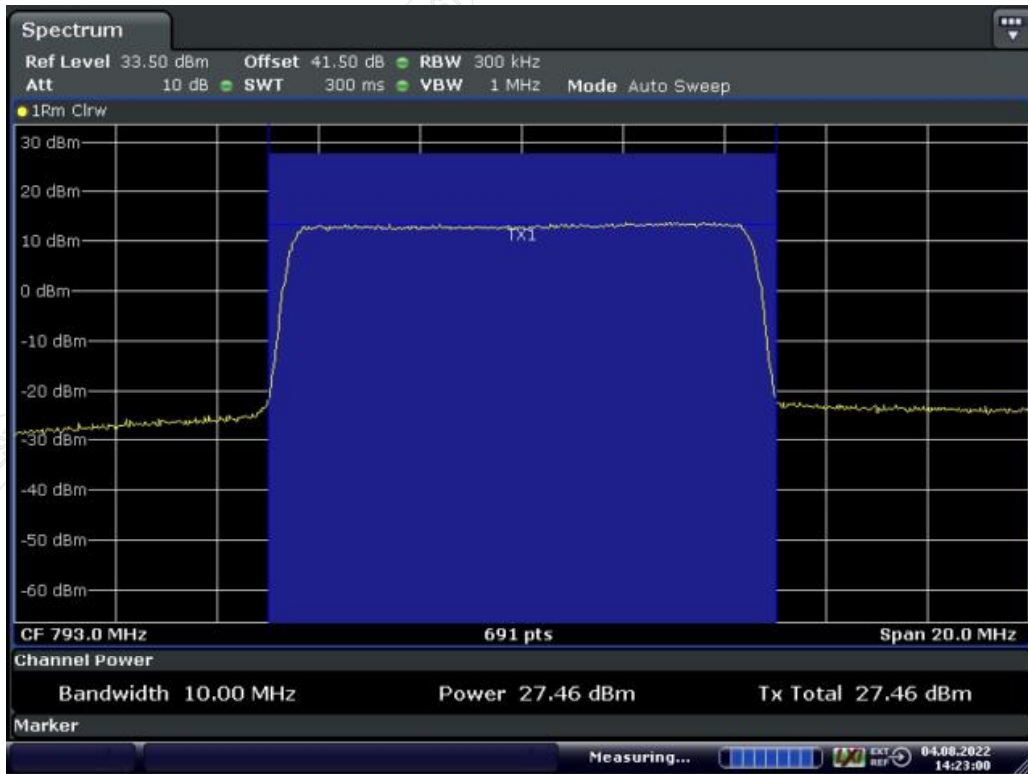 Spectrum
Ref Level 33.50 dBm Offset 41.50 dB RBW 300 kHz
Att 10 dB SWT 300 ms VBW 1 MHz Mode Auto Sweep
1Rm Clrw
30 dBm
20 dBm
TX1
10 dBm
0 dBm
-10 dBm
-20 dBm
-30 dBm
-40 dBm
-50 dBm
-60 dBm
CF 793.0 MHz 691 pts Span 20.0 MHz
Channel Power
Bandwidth 10.00 MHz Power 27.46 dBm Tx Total 27.46 dBm
Marker
Measuring... LXI EXT REF 04.08.2022
14:23:00